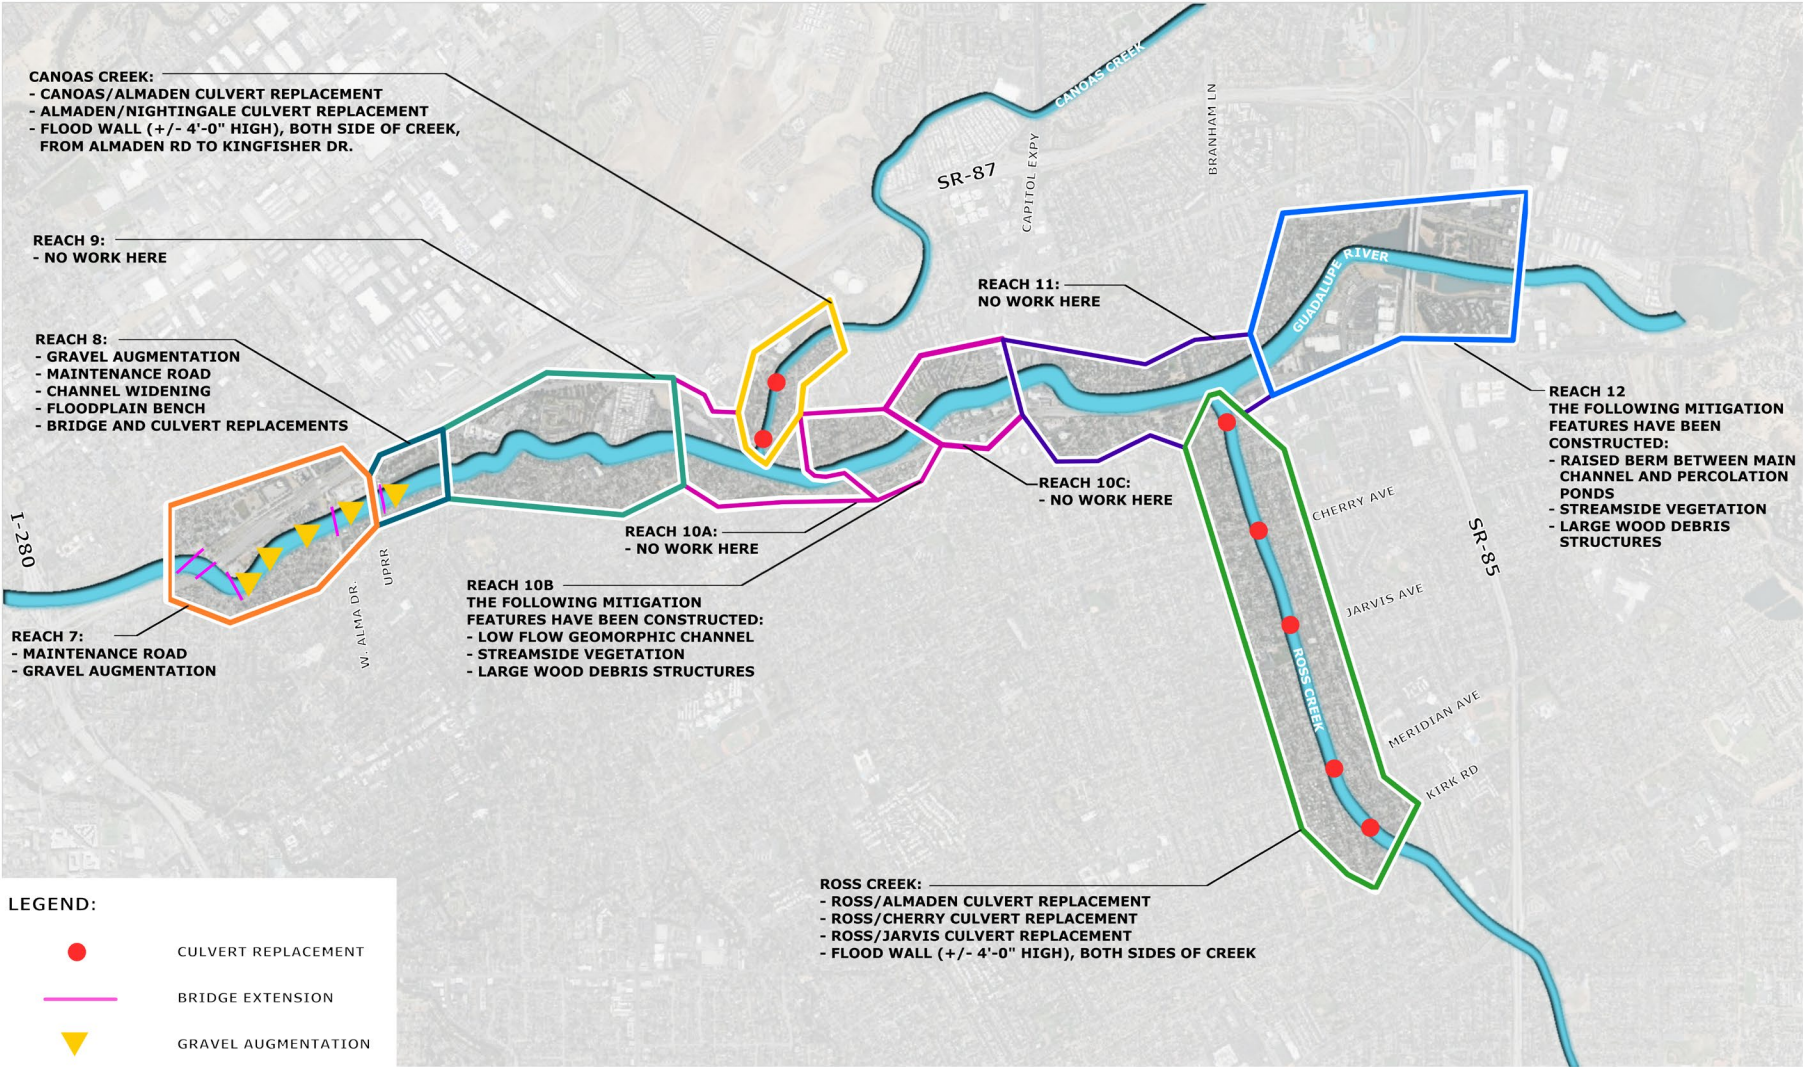 CANOAS CREEK:
- CANOAS/ALMADEN CULVERT REPLACEMENT
- ALMADEN/NIGHTINGALE CULVERT REPLACEMENT
- FLOOD WALL (+/- 4'-0" HIGH), BOTH SIDE OF CREEK,
FROM ALMADEN RD TO KINGFISHER DR.
REACH 9:
- NO WORK HERE
REACH 8:
- GRAVEL AUGMENTATION
- MAINTENANCE ROAD
- CHANNEL WIDENING
- FLOODPLAIN BENCH
- BRIDGE AND CULVERT REPLACEMENTS
CANOAS CREEK
SR-87
CAPITOL EXPY
BRANHAM LN
REACH 11:
NO WORK HERE
GUADALUPE RIVER
REACH 12
THE FOLLOWING MITIGATION
FEATURES HAVE BEEN
CONSTRUCTED:
- RAISED BERM BETWEEN MAIN
CHANNEL AND PERCOLATION
PONDS
- STREAMSIDE VEGETATION
- LARGE WOOD DEBRIS
STRUCTURES
REACH 10C:
- NO WORK HERE
REACH 10A:
- NO WORK HERE
REACH 10B
THE FOLLOWING MITIGATION
FEATURES HAVE BEEN CONSTRUCTED:
- LOW FLOW GEOMORPHIC CHANNEL
- STREAMSIDE VEGETATION
- LARGE WOOD DEBRIS STRUCTURES
I-280
W. ALMA DR.
UPRR
REACH 7:
- MAINTENANCE ROAD
- GRAVEL AUGMENTATION
CHERRY AVE
SR-85
JARVIS AVE
ROSS CREEK
MERIDIAN AVE
KIRK RD
ROSS CREEK:
- ROSS/ALMADEN CULVERT REPLACEMENT
- ROSS/CHERRY CULVERT REPLACEMENT
- ROSS/JARVIS CULVERT REPLACEMENT
- FLOOD WALL (+/- 4'-0" HIGH), BOTH SIDES OF CREEK
LEGEND:
CULVERT REPLACEMENT
BRIDGE EXTENSION
GRAVEL AUGMENTATION